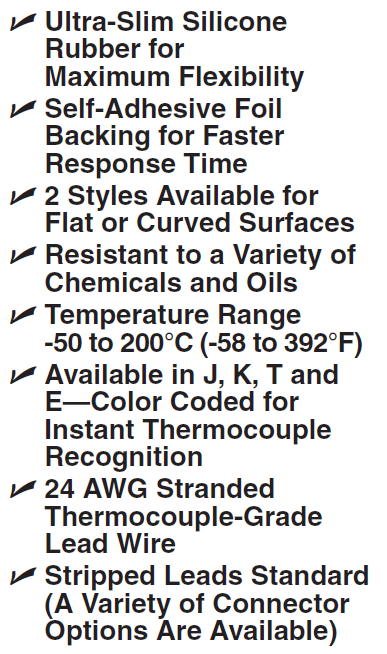 Ultra-Slim Silicone
Rubber for
Maximum Flexibility
Self-Adhesive Foil
Backing for Faster
Response Time
2 Styles Available for
Flat or Curved Surfaces
Resistant to a Variety of
Chemicals and Oils
Temperature Range
-50 to 200°C (-58 to 392°F)
Available in J, K, T and
E—Color Coded for
Instant Thermocouple
Recognition
24 AWG Stranded
Thermocouple-Grade
Lead Wire
Stripped Leads Standard
(A Variety of Connector
Options Are Available)